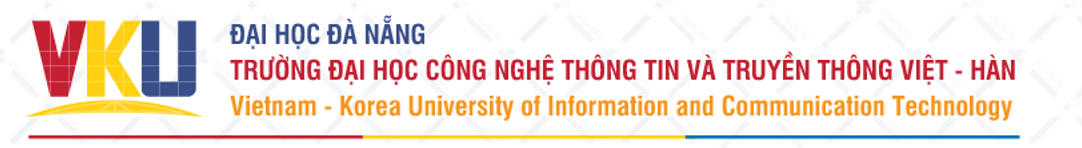 VKU
ĐẠI HỌC ĐÀ NẴNG
TRƯỜNG ĐẠI HỌC CÔNG NGHỆ THÔNG TIN VÀ TRUYỀN THÔNG VIỆT - HÀN
Vietnam - Korea University of Information and Communication Technology